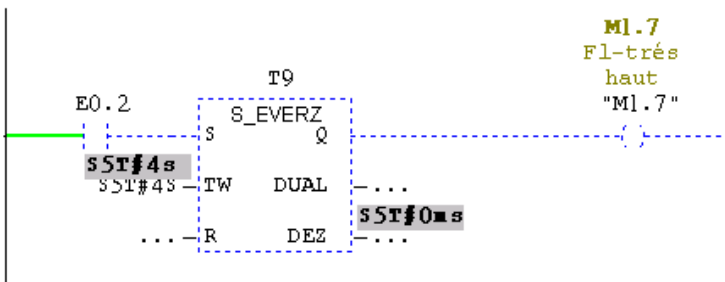 M1.7
F1-trés
haut
"M1.7"
T9
E0.2
S_EVERZ
S
Q
S5T#4s
S5T#4S
TW
DUAL
...
S5T#0ms
...
R
DEZ
...